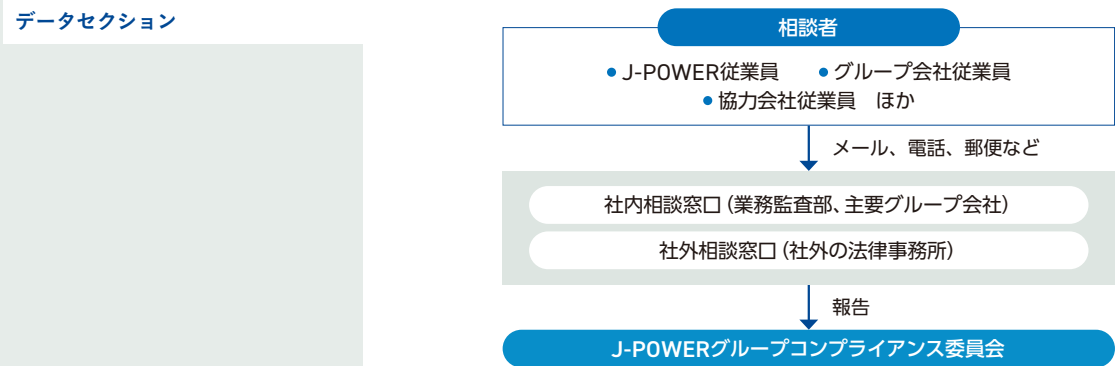 データセクション
相談者
● J-POWER従業員　● グループ会社従業員
● 協力会社従業員　ほか
メール、電話、郵便など
社内相談窓口（業務監査部、主要グループ会社）
社外相談窓口（社外の法律事務所）
報告
J-POWERグループコンプライアンス委員会